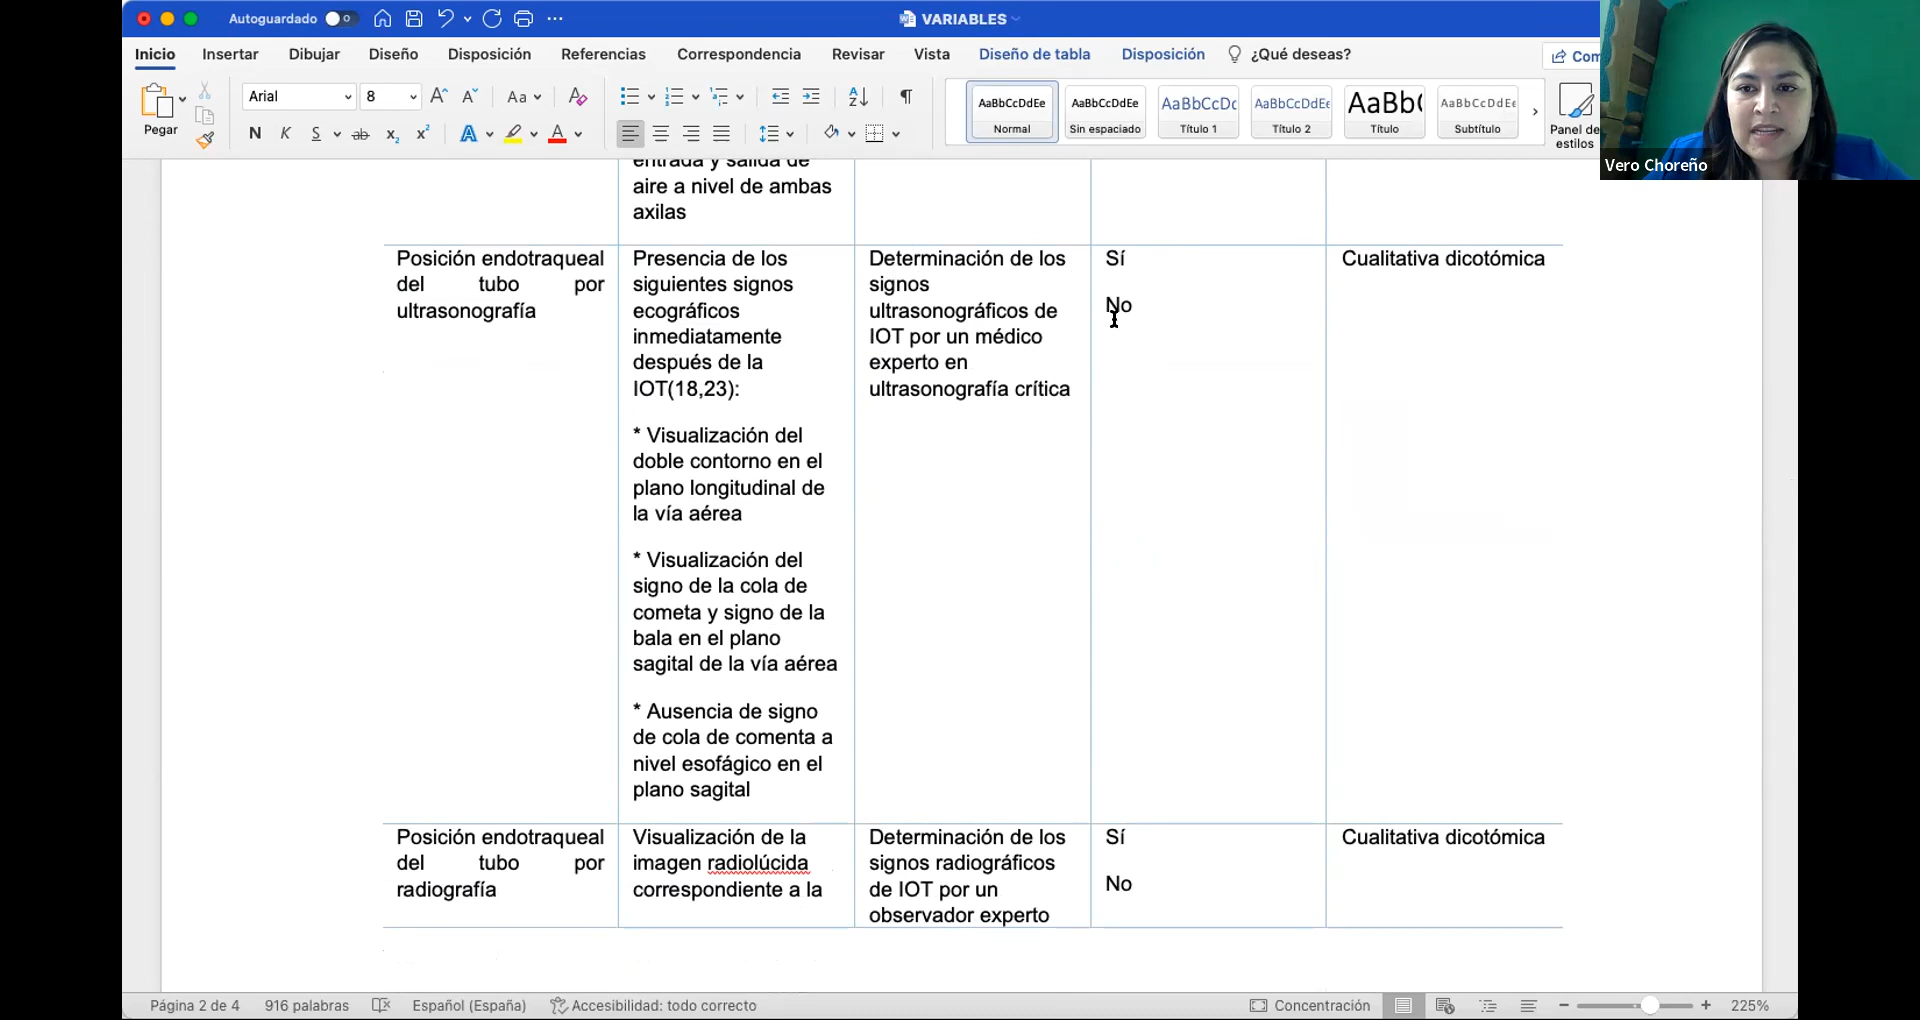 Autoguardado
VARIABLES
Inicio Insertar Dibujar Diseño Disposición Referencias Correspondencia Revisar Vista Diseño de tabla Disposición ¿Qué deseas? Com
Pegar
Arial 8
Aa
N K S ab x₂ x² A A
AaBbCcDdEe AaBbCcDdEe AaBbCcDc AaBbCcDdEe AaBb( AaBbCcDdEe
Normal Sin espaciado Título 1 Título 2 Título Subtítulo
Panel de
estilos
Vero Choreño
entrada y salida de
aire a nivel de ambas
axilas
Posición endotraqueal
del tubo por
ultrasonografía
Presencia de los
siguientes signos
ecográficos
inmediatamente
después de la
IOT(18,23):
* Visualización del
doble contorno en el
plano longitudinal de
la vía aérea
* Visualización del
signo de la cola de
cometa y signo de la
bala en el plano
sagital de la vía aérea
* Ausencia de signo
de cola de comenta a
nivel esofágico en el
plano sagital
Determinación de los
signos
ultrasonográficos de
IOT por un médico
experto en
ultrasonografía crítica
Sí
No
Cualitativa dicotómica
Posición endotraqueal
del tubo por
radiografía
Visualización de la
imagen radiolúcida
correspondiente a la
Determinación de los
signos radiográficos
de IOT por un
observador experto
Sí
No
Cualitativa dicotómica
Página 2 de 4 916 palabras Español (España) Accesibilidad: todo correcto Concentración 225%